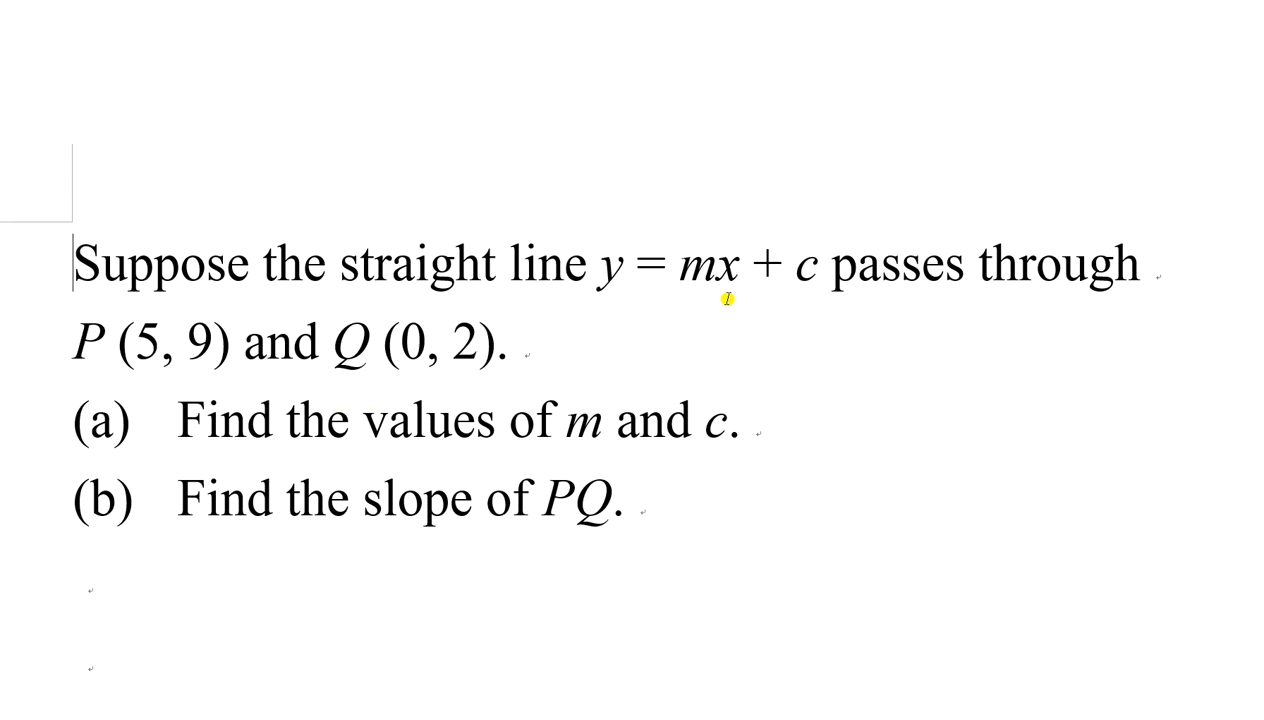 Suppose the straight line y = mx + c passes through
P (5, 9) and Q (0, 2).
(a) Find the values of m and c.
(b) Find the slope of PQ.